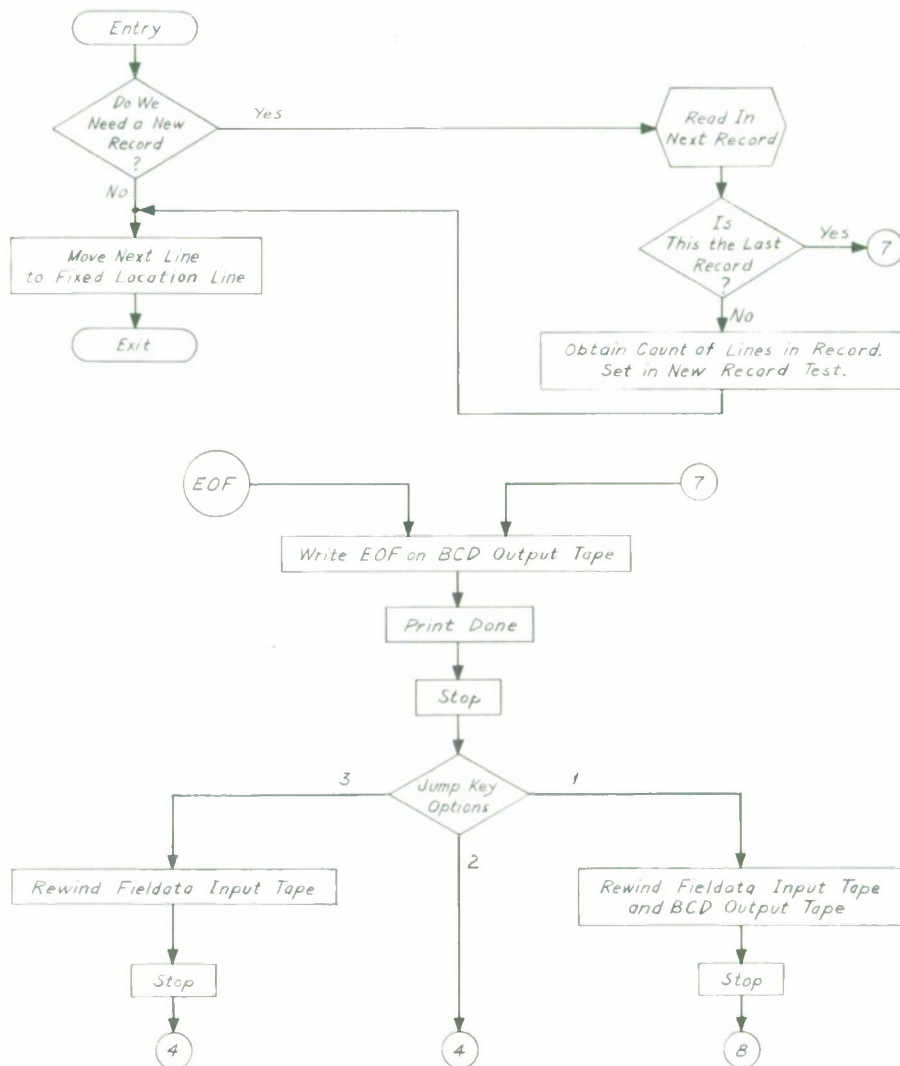 Entry
Do We
Need a New
Record
?
Yes
No
Read In
Next Record
Is
This the Last
Record
?
Yes
7
No
Move Next Line
to Fixed Location Line
Exit
Obtain Count of Lines in Record.
Set in New Record Test.
EOF
7
Write EOF on BCD Output Tape
Print Done
Stop
Jump Key
Options
3
1
2
Rewind Fieldata Input Tape
Rewind Fieldata Input Tape
and BCD Output Tape
Stop
Stop
4
4
8